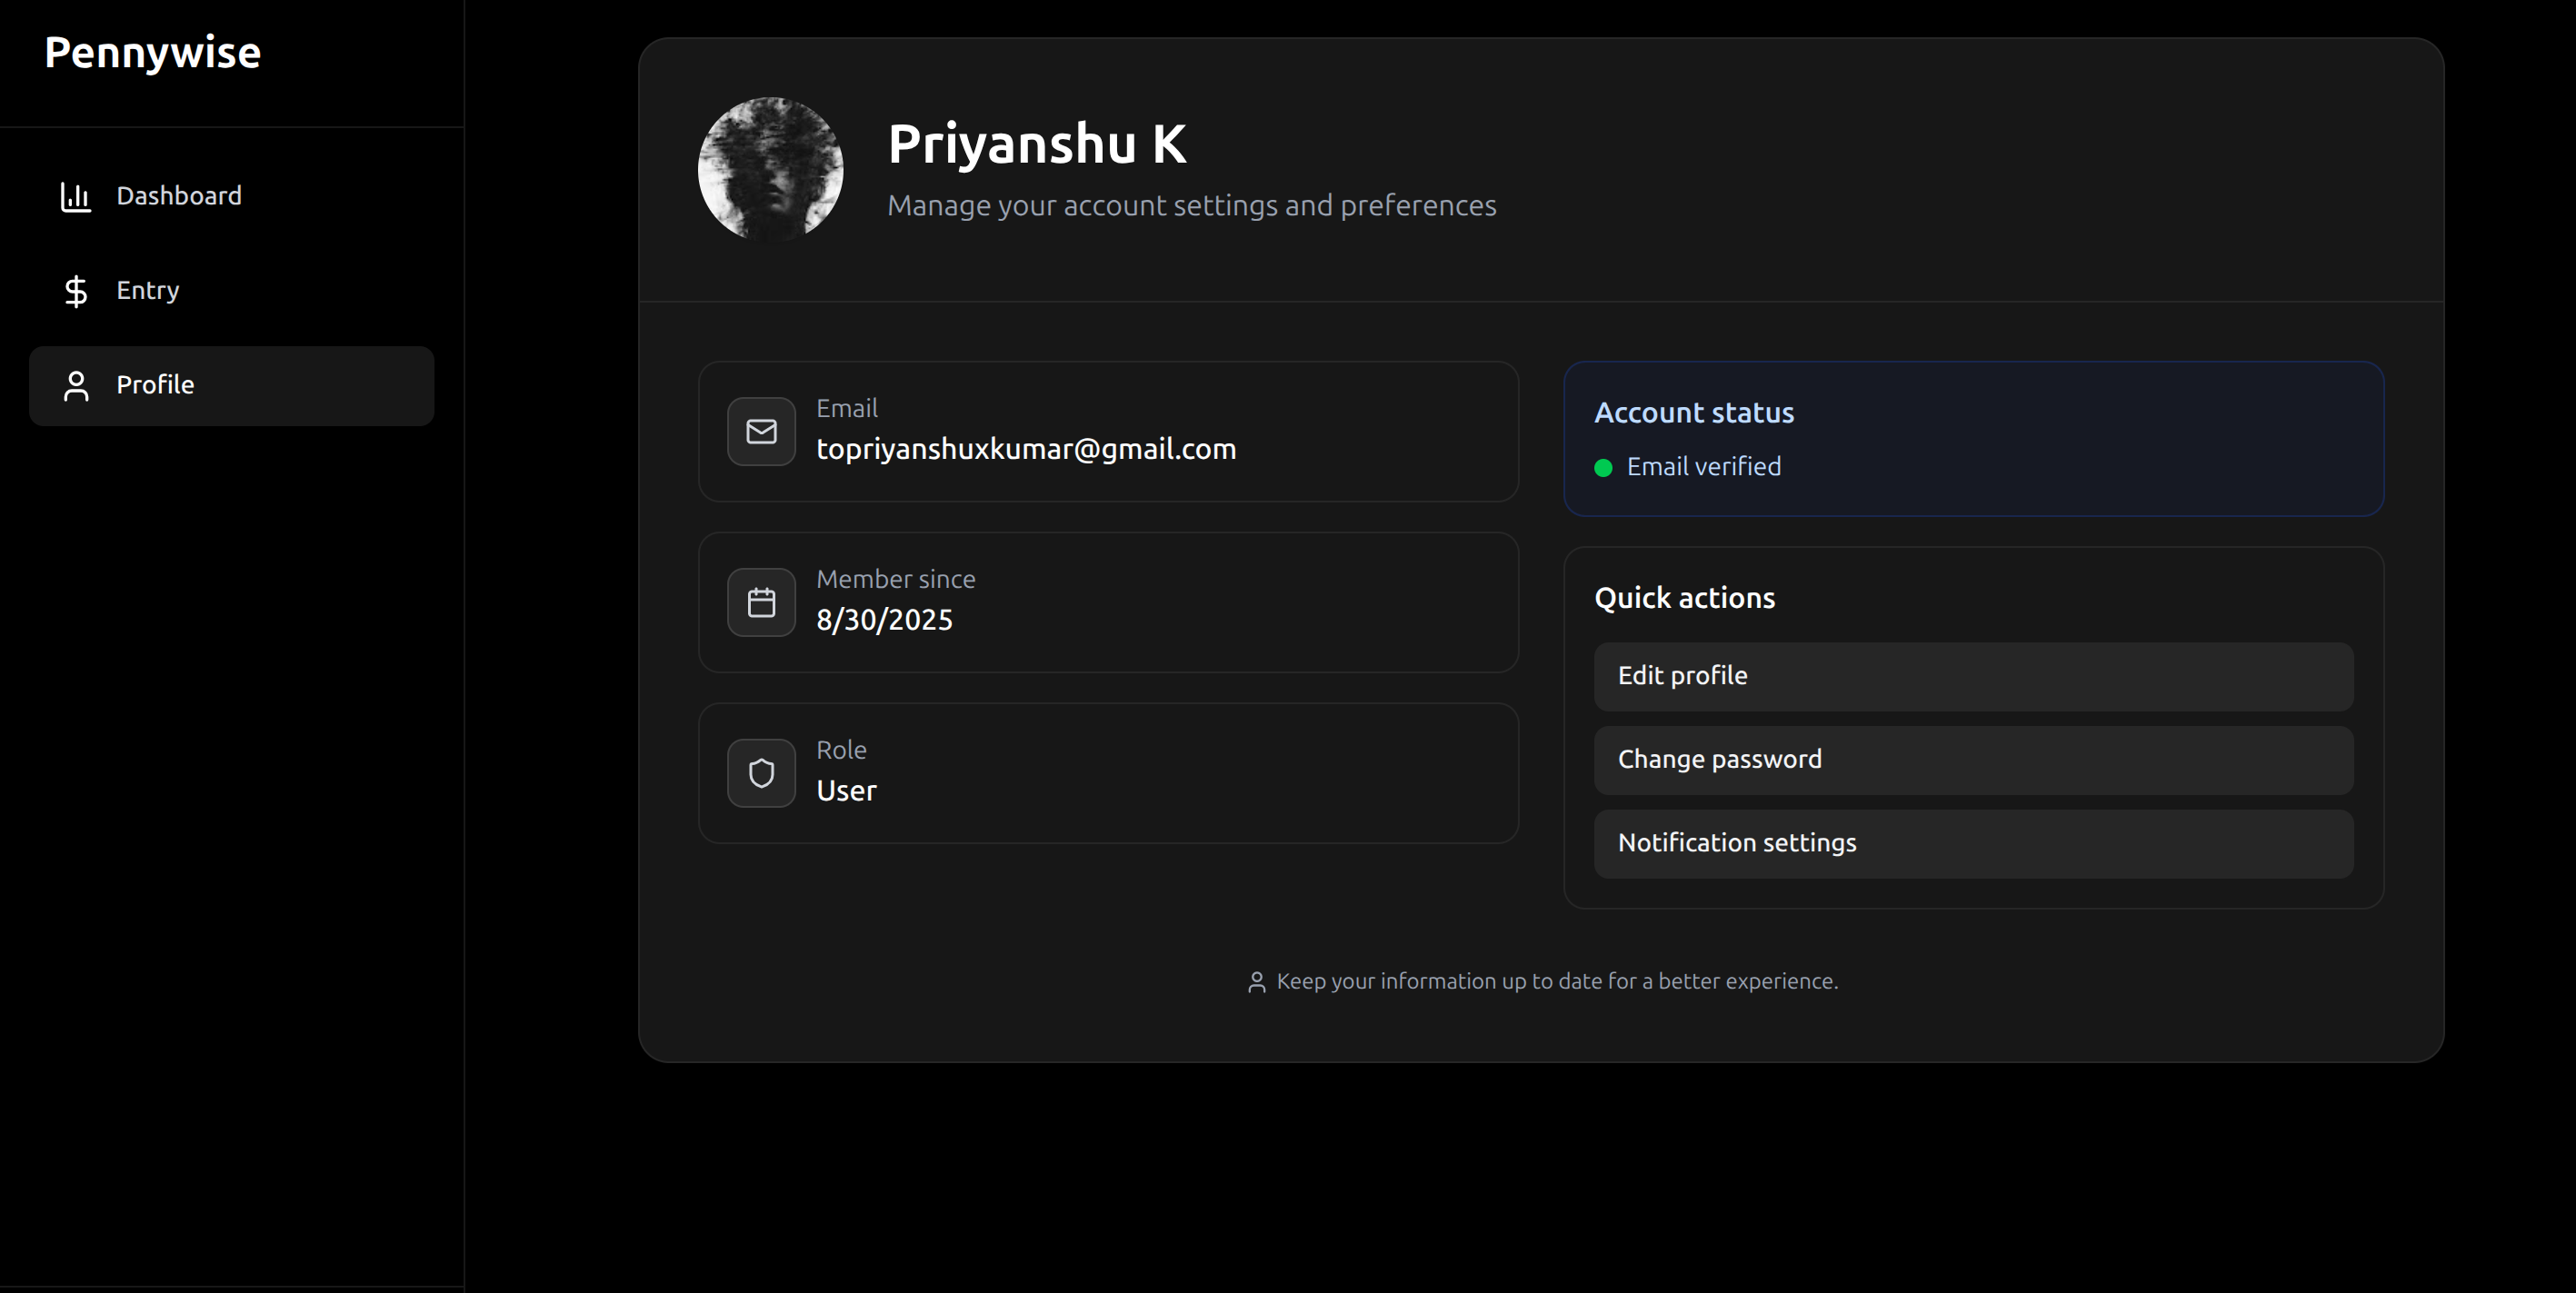 Pennywise
Dashboard
Entry
Profile
Priyanshu K
Manage your account settings and preferences
Email
topriyanshuxkumar@gmail.com
Member since
8/30/2025
Role
User
Account status
Email verified
Quick actions
Edit profile
Change password
Notification settings
Keep your information up to date for a better experience.